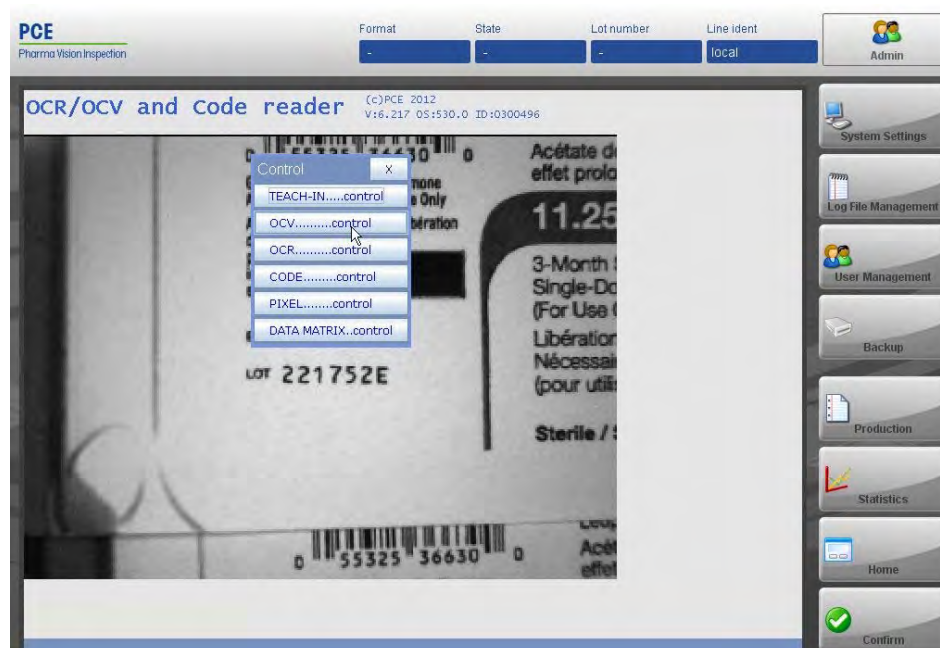 PCE
Pharma Vision Inspection
Format
State
Lot number
Line ident
-
-
-
local
Admin
OCR/OCV and Code reader
(c)PCE 2012
V:6.217 OS:530.0 ID:0300496
System Settings
Log File Management
User Management
Backup
Production
Statistics
Home
Confirm
Control
X
TEACH-IN.....control
OCV..........control
OCR..........control
CODE.........control
PIXEL........control
DATA MATRIX..control
0
Only
LOT 221752E
Acétate d
effet prolo
11.25
3-Month
Single-Do
(For Use
Libération
Nécessai
(pour utili
Sterile /
0 55325 36630 0
Acét
effet